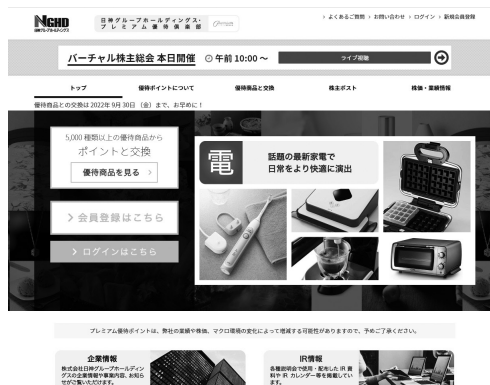 NGHD
日神グループホールディングス
日神グループホールディングス・
プレミアム優待倶楽部
› よくあるご質問 › お問い合わせ › ログイン › 新規会員登録
バーチャル株主総会 本日開催 午前 10:00 〜 ライブ視聴
トップ 優待ポイントについて 優待商品と交換 株主ポスト 株価・業績情報
優待商品との交換は 2022年 9月 30日 （金）まで、お早めに！
5,000 種類以上の優待商品から
ポイントと交換
優待商品を見る ›
› 会員登録はこちら
› ログインはこちら
電
話題の最新家電で
日常をより快適に演出
プレミアム優待ポイントは、弊社の業績や株価、マクロ環境の変化によって増減する可能性がありますので、予めご了承ください。
企業情報
株式会社日神グループホールディン
グスの企業情報や事業内容、お知ら
せがご覧いただけます。
IR情報
各種説明会で使用・配布した IR 資
料や IR カレンダー等を掲載してい
ます。